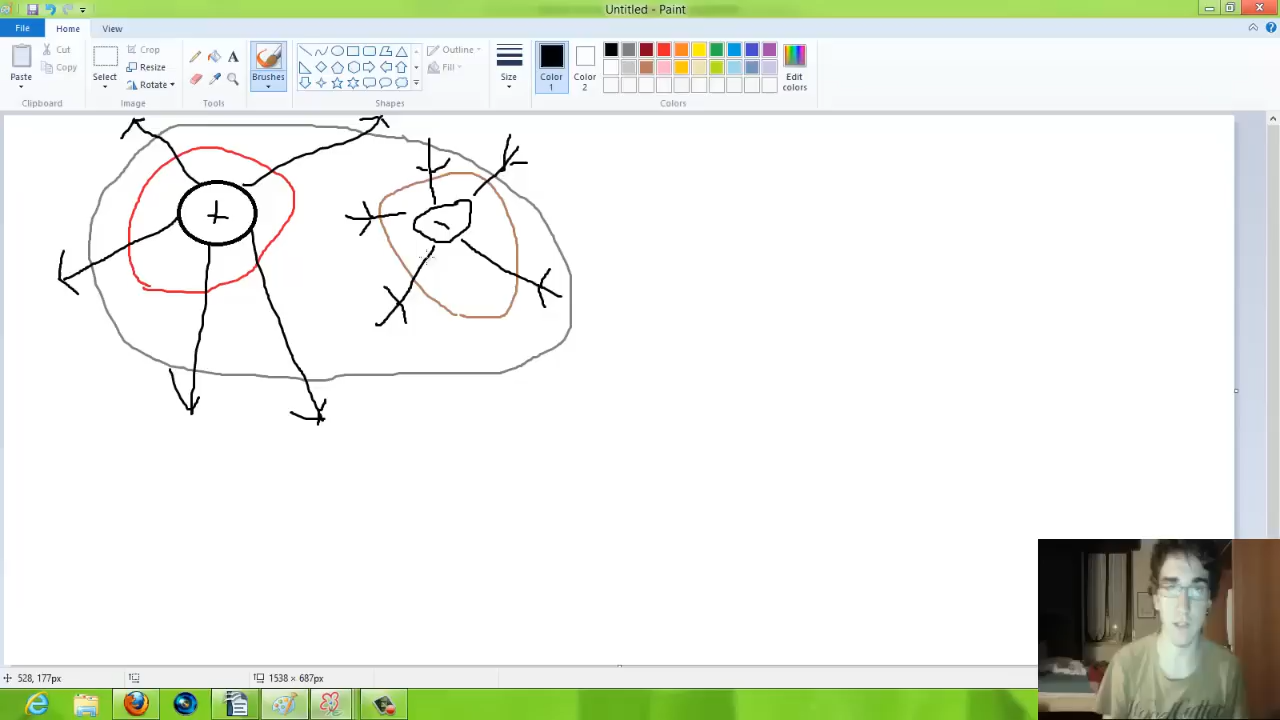 Untitled - Paint
File Home View
Paste
Cut
Copy
Clipboard
Select
Crop
Resize
Rotate
Image
A
Tools
Brushes
Outline
Fill
Shapes
Size
Color 1
Color 2
Edit colors
Colors
+
-
528, 177px
1538 × 687px